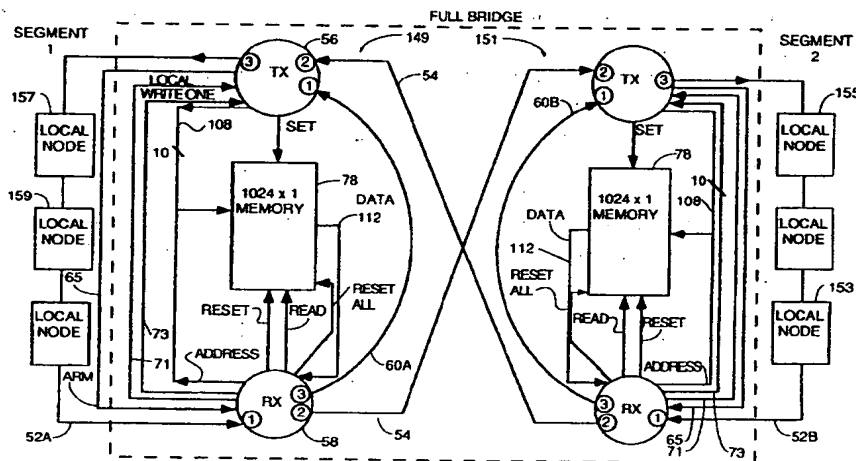 FULL BRIDGE
SEGMENT
1
SEGMENT
2
56
149
151
3
TX
2
1
54
2
1
TX
3
60B
157
LOCAL
NODE
LOCAL
WRITE ONE
108
SET
SET
155
LOCAL
NODE
10
78
78
10
108
159
LOCAL
NODE
1024 x 1
MEMORY
DATA
112
DATA
112
1024 x 1
MEMORY
LOCAL
NODE
65
RESET
READ
RESET
ALL
RESET
ALL
READ
RESET
153
LOCAL
NODE
LOCAL
NODE
73
71
ADDRESS
60A
ADDRESS
ARM
RX
3
2
1
54
3
2
RX
1
65
71
73
52A
58
52B